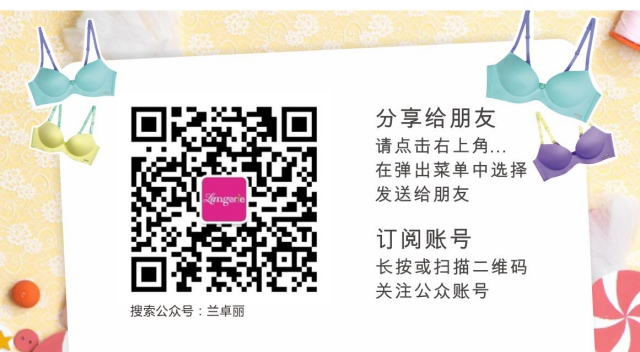 分享给朋友
请点击右上角...
在弹出菜单中选择
发送给朋友
订阅账号
长按或扫描二维码
关注公众账号
Lingerie
搜索公众号：兰卓丽